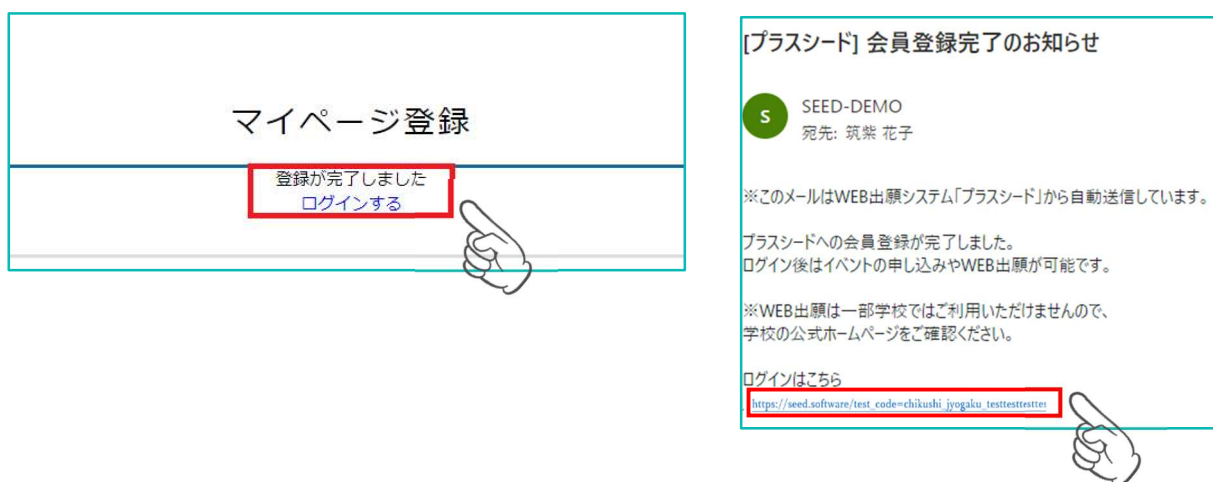 マイページ登録
登録が完了しました
ログインする
[プラスシード] 会員登録完了のお知らせ
S
SEED-DEMO
宛先: 筑紫 花子
※このメールはWEB出願システム「プラスシード」から自動送信しています。
プラスシードへの会員登録が完了しました。
ログイン後はイベントの申し込みやWEB出願が可能です。
※WEB出願は一部学校ではご利用いただけませんので、
学校の公式ホームページをご確認ください。
ログインはこちら
https://seed.software/test_code=chikushi_jyogaku_testtesttesttes